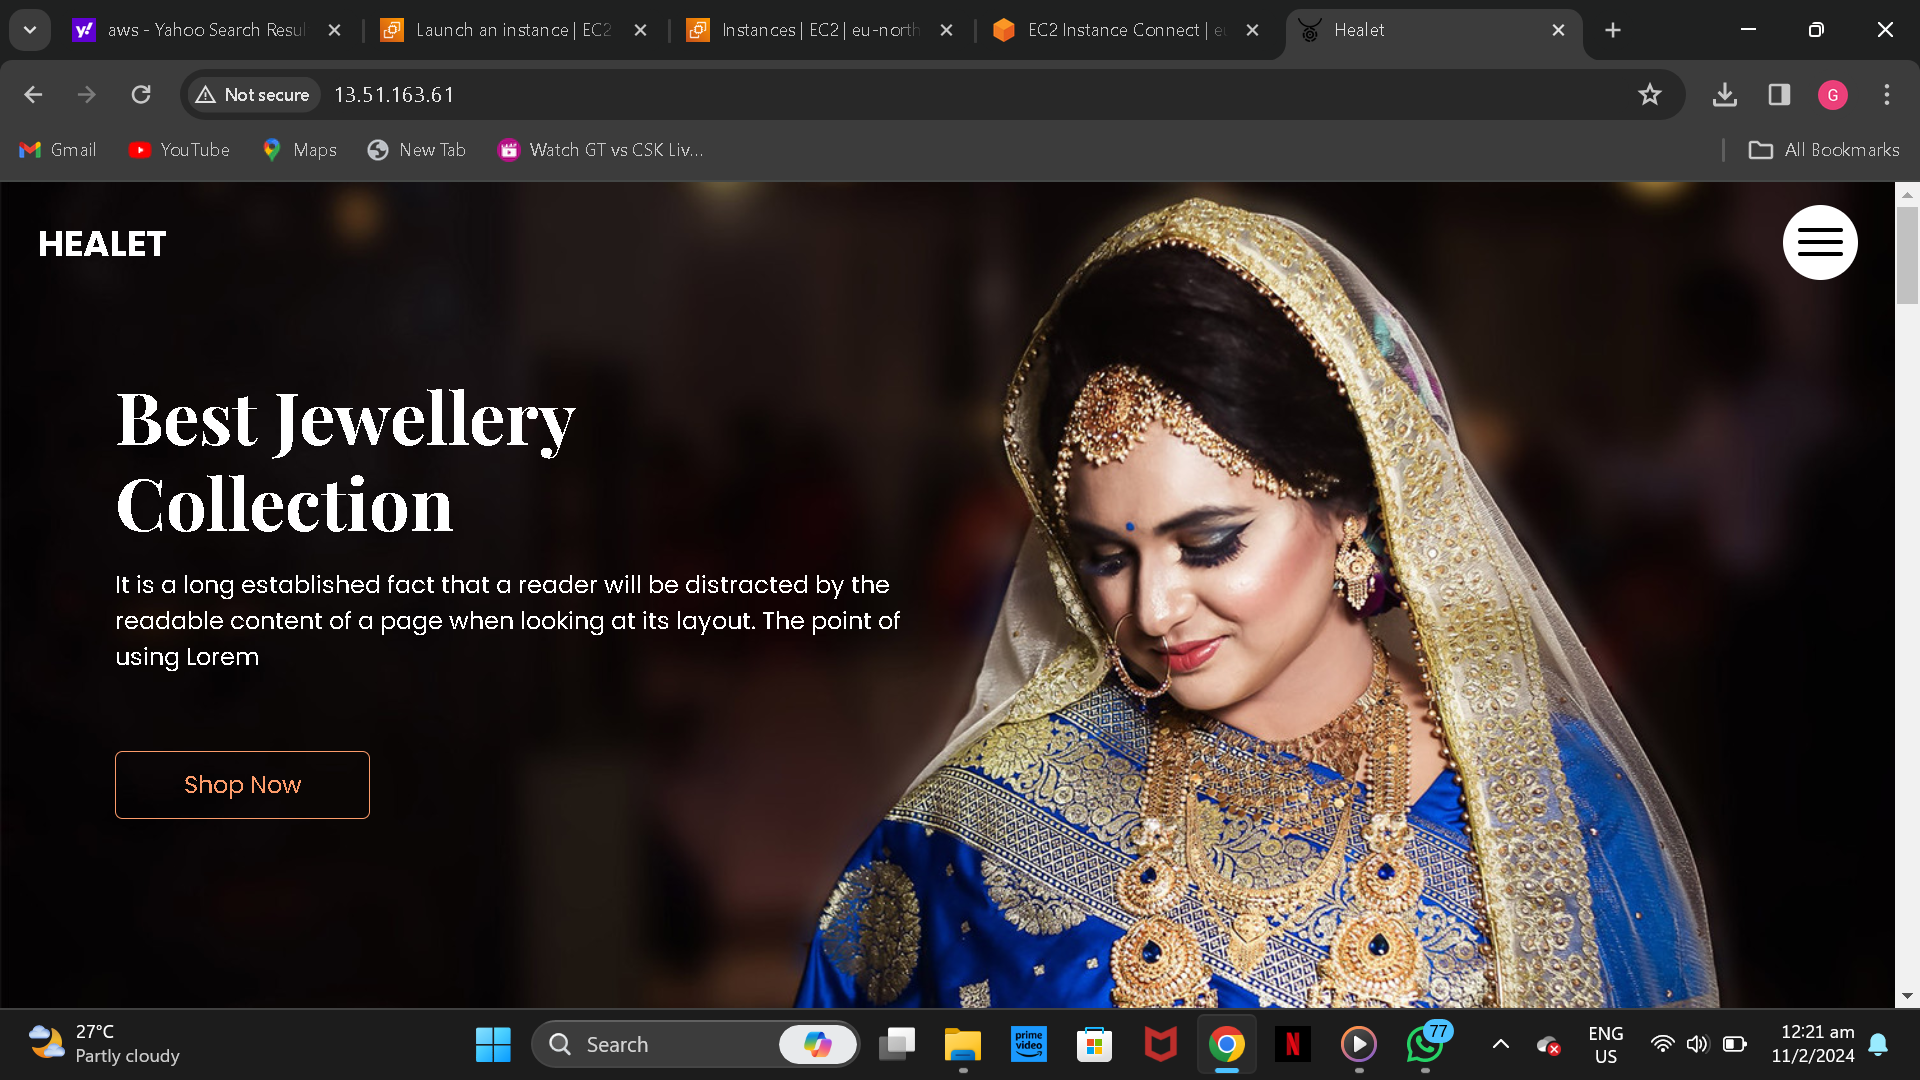 aws - Yahoo Search Resul
Launch an instance | EC2
Instances | EC2 | eu-north
EC2 Instance Connect | e
Healet
Not secure
13.51.163.61
G
Gmail
YouTube
Maps
New Tab
Watch GT vs CSK Liv...
All Bookmarks
HEALET
Best Jewellery
Collection
It is a long established fact that a reader will be distracted by the
readable content of a page when looking at its layout. The point of
using Lorem
Shop Now
27°C
Partly cloudy
Search
prime
video
N
77
ENG
US
12:21 am
11/2/2024